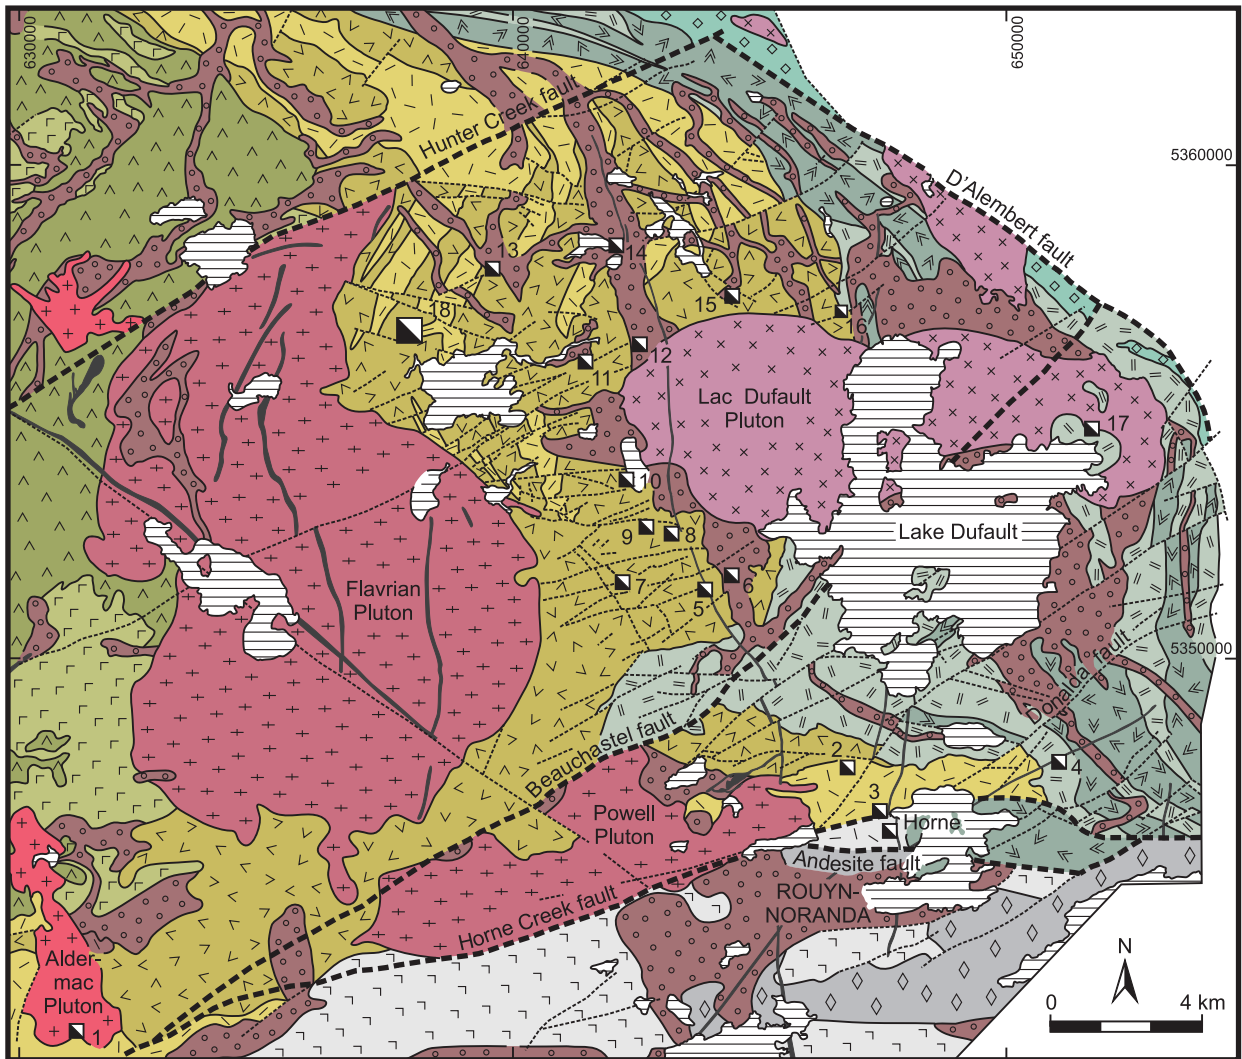 630000
640000
650000
5360000
Hunter Creek fault
D'Alembert fault
13
14
15
16
18
12
11
Lac Dufault
Pluton
17
10
9
8
Lake Dufault
7
6
5
Flavrian
Pluton
5350000
Donalda fault
Beauchastel fault
2
4
3
Powell
Pluton
Horne
Andesite fault
ROUYN-
NORANDA
Horne Creek fault
Alder-
mac
Pluton
1
N
0 4 km